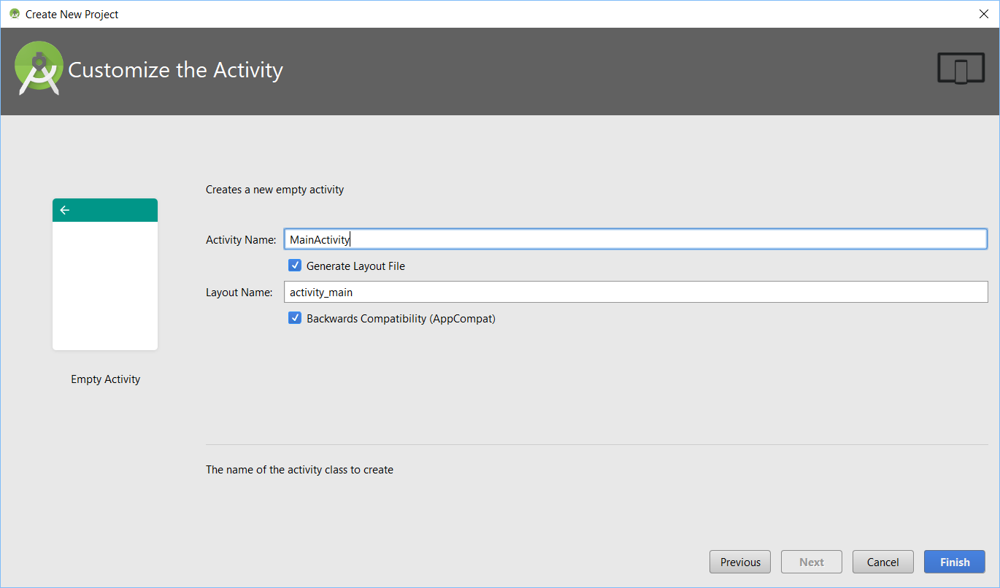 Create New Project
Customize the Activity
Creates a new empty activity
Activity Name: MainActivity
Generate Layout File
Layout Name: activity_main
Backwards Compatibility (AppCompat)
Empty Activity
The name of the activity class to create
Previous Next Cancel Finish